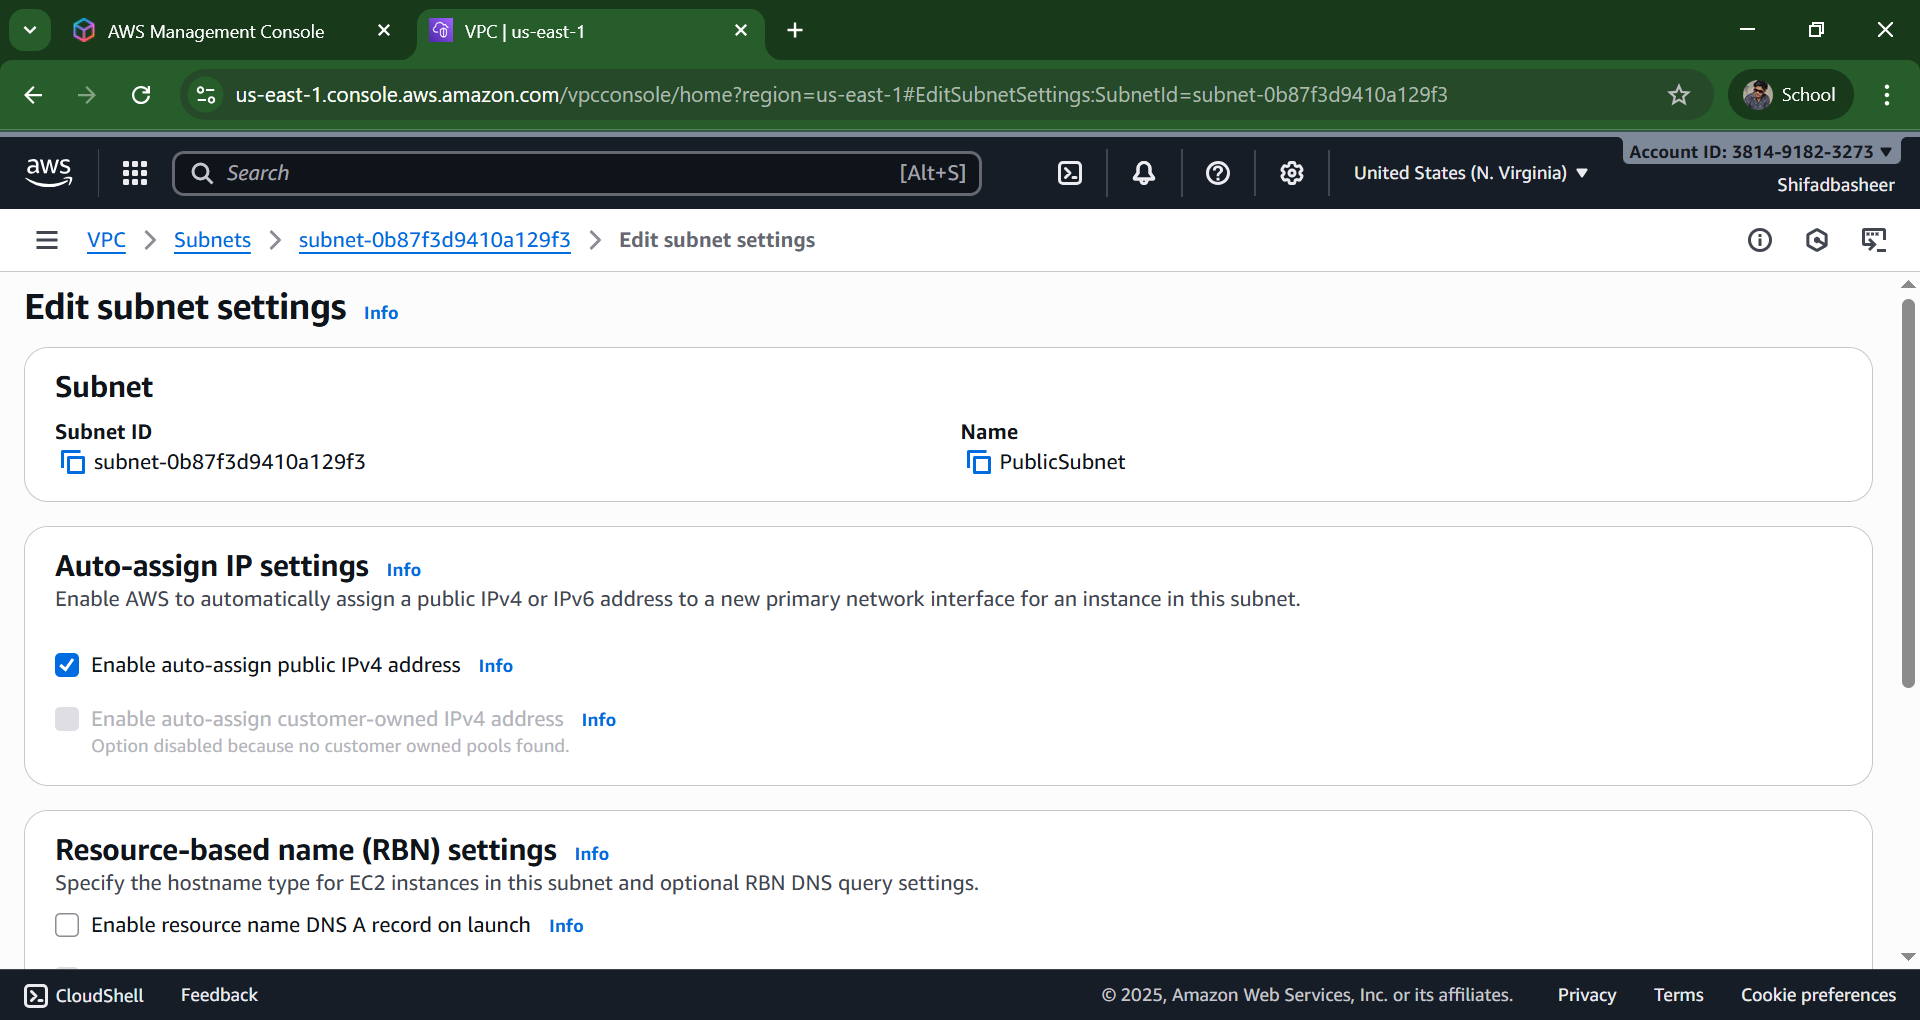 AWS Management Console
VPC | us-east-1
us-east-1.console.aws.amazon.com/vpcconsole/home?region=us-east-1#EditSubnetSettings:SubnetId=subnet-0b87f3d9410a129f3
School
aws
Search
[Alt+S]
United States (N. Virginia)
Account ID: 3814-9182-3273
Shifadbasheer
VPC
Subnets
subnet-0b87f3d9410a129f3
Edit subnet settings
Edit subnet settings Info
Subnet
Subnet ID
subnet-0b87f3d9410a129f3
Name
PublicSubnet
Auto-assign IP settings Info
Enable AWS to automatically assign a public IPv4 or IPv6 address to a new primary network interface for an instance in this subnet.
Enable auto-assign public IPv4 address Info
Enable auto-assign customer-owned IPv4 address Info
Option disabled because no customer owned pools found.
Resource-based name (RBN) settings Info
Specify the hostname type for EC2 instances in this subnet and optional RBN DNS query settings.
Enable resource name DNS A record on launch Info
CloudShell
Feedback
© 2025, Amazon Web Services, Inc. or its affiliates.
Privacy
Terms
Cookie preferences